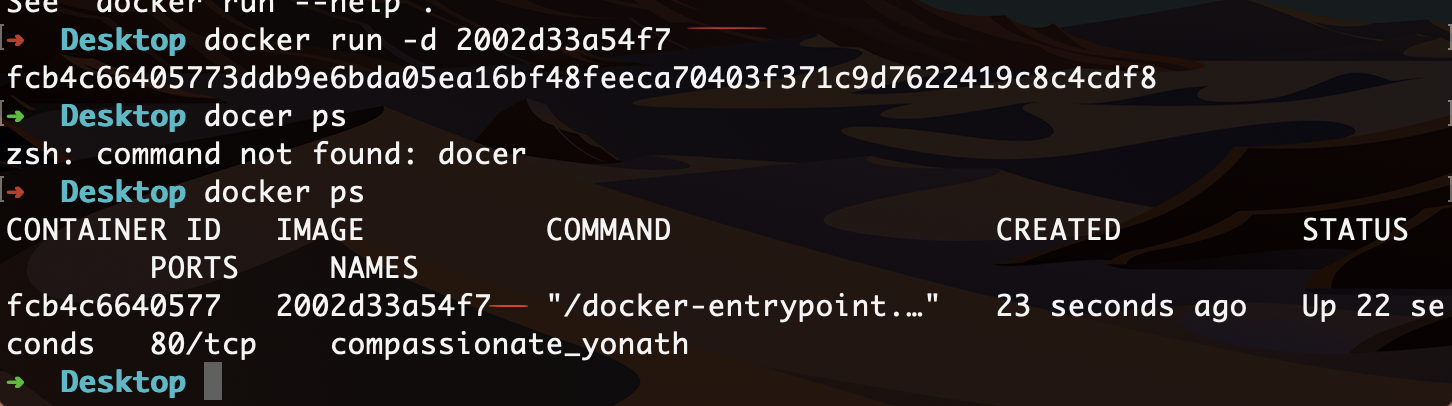 See 'docker run --help'.
➜  Desktop docker run -d 2002d33a54f7
fcb4c66405773ddb9e6bda05ea16bf48feeca70403f371c9d7622419c8c4cdf8
➜  Desktop docer ps
zsh: command not found: docer
➜  Desktop docker ps
CONTAINER ID   IMAGE          COMMAND                  CREATED          STATUS
        PORTS     NAMES
fcb4c6640577   2002d33a54f7   "/docker-entrypoint.…"   23 seconds ago   Up 22 se
conds   80/tcp    compassionate_yonath
➜  Desktop